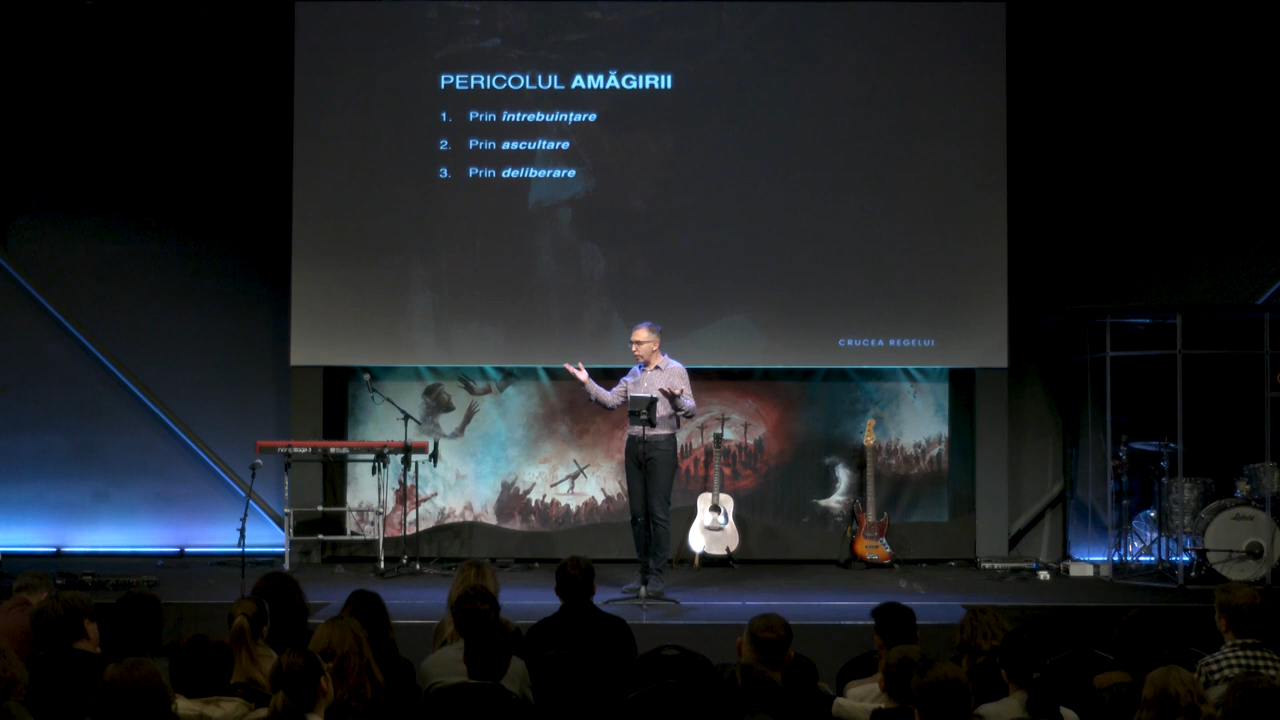 PERICOLUL AMĂGIRII
1. Prin întrebuințare
2. Prin ascultare
3. Prin deliberare
CRUCEA REGELUI